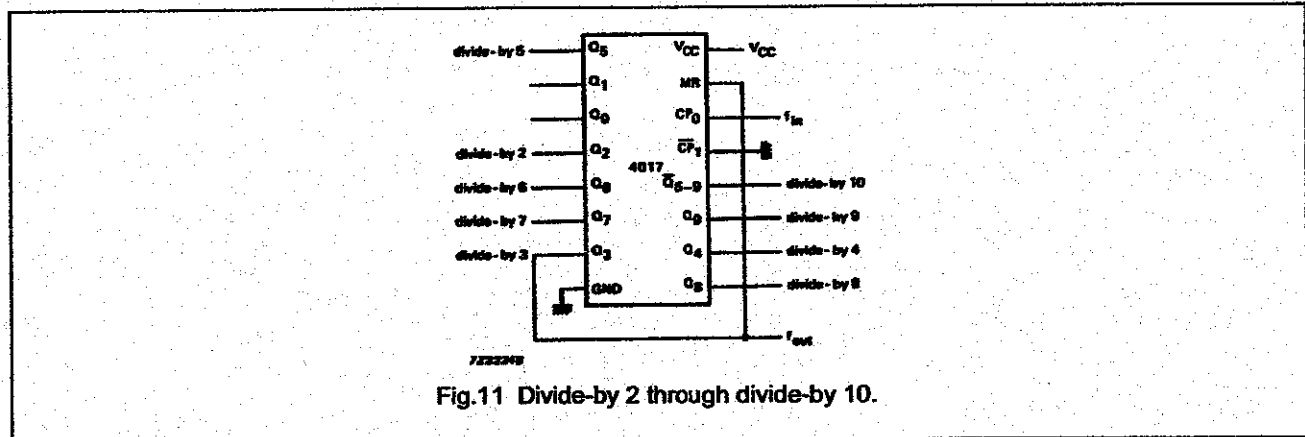 divide-by 5 Q5 VCC VCC
Q1 MR
Q0 CP0 fin
divide-by 2 Q2 CP1
4017
divide-by 6 Q6 Q5-9 divide-by 10
divide-by 7 Q7 Q9 divide-by 9
divide-by 3 Q3 Q4 divide-by 4
GND Q8 divide-by 8
fout
Fig.11 Divide-by 2 through divide-by 10.